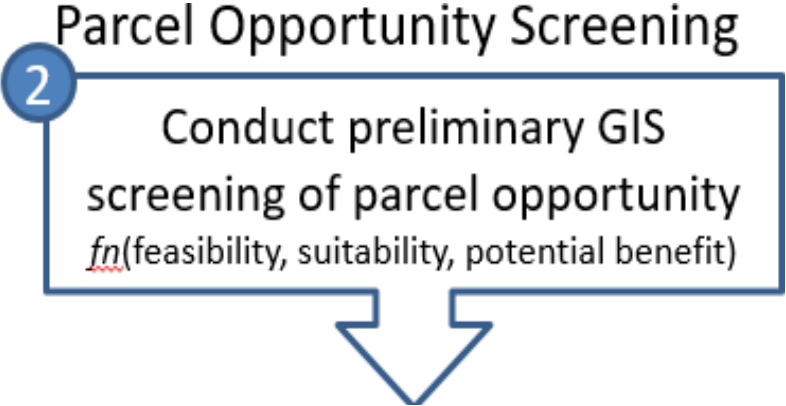 Parcel Opportunity Screening
2
Conduct preliminary GIS
screening of parcel opportunity
fn(feasibility, suitability, potential benefit)